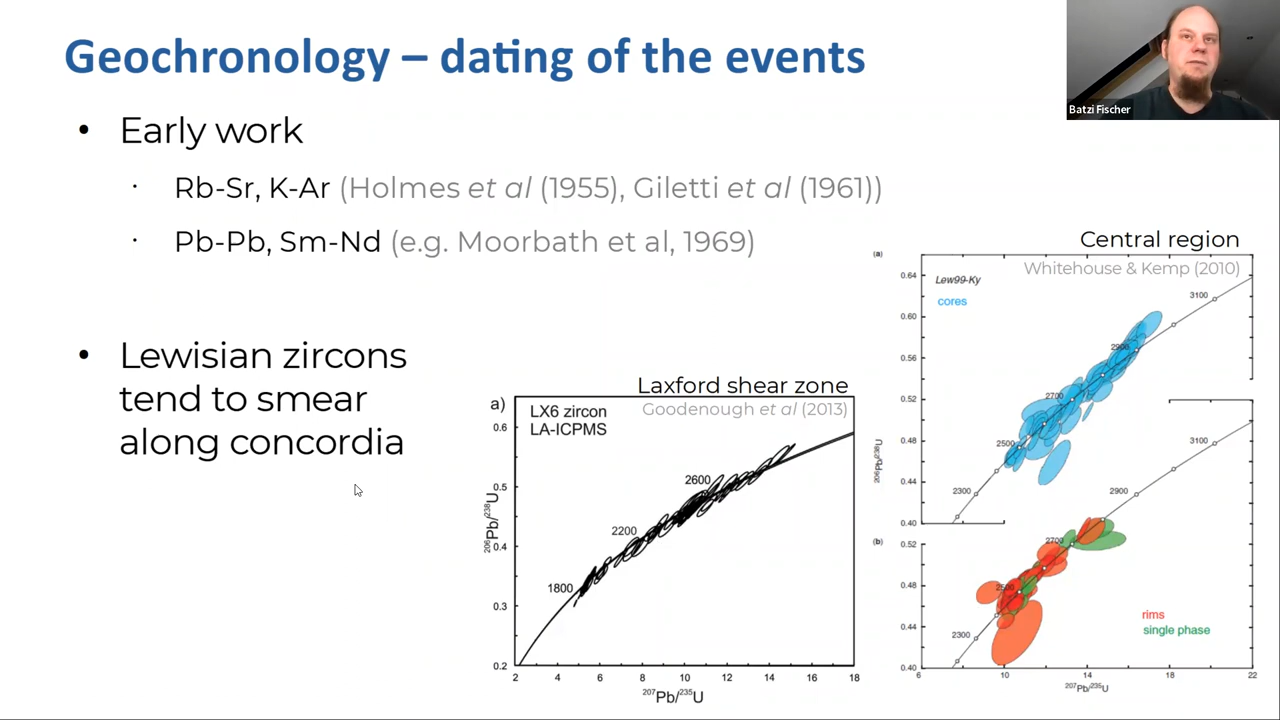 Geochronology – dating of the events
Batzi Fischer
• Early work
· Rb-Sr, K-Ar (Holmes et al (1955), Giletti et al (1961))
· Pb-Pb, Sm-Nd (e.g. Moorbath et al, 1969)
• Lewisian zircons
tend to smear
along concordia
Laxford shear zone
Goodenough et al (2013)
a)
LX6 zircon
LA-ICPMS
0.6
0.5
0.4
0.3
0.2
2600
2200
1800
2 4 6 8 10 12 14 16 18
206Pb/238U
207Pb/235U
Central region
Whitehouse & Kemp (2010)
(a)
Lew99-Ky
cores
0.64
0.60
0.56
0.52
0.48
0.44
0.40
3100
2900
2700
2500
2300
206Pb/238U
(b)
0.52
0.48
0.44
0.40
3100
2900
2700
2500
2300
rims
single phase
6 10 14 18 22
207Pb/235U